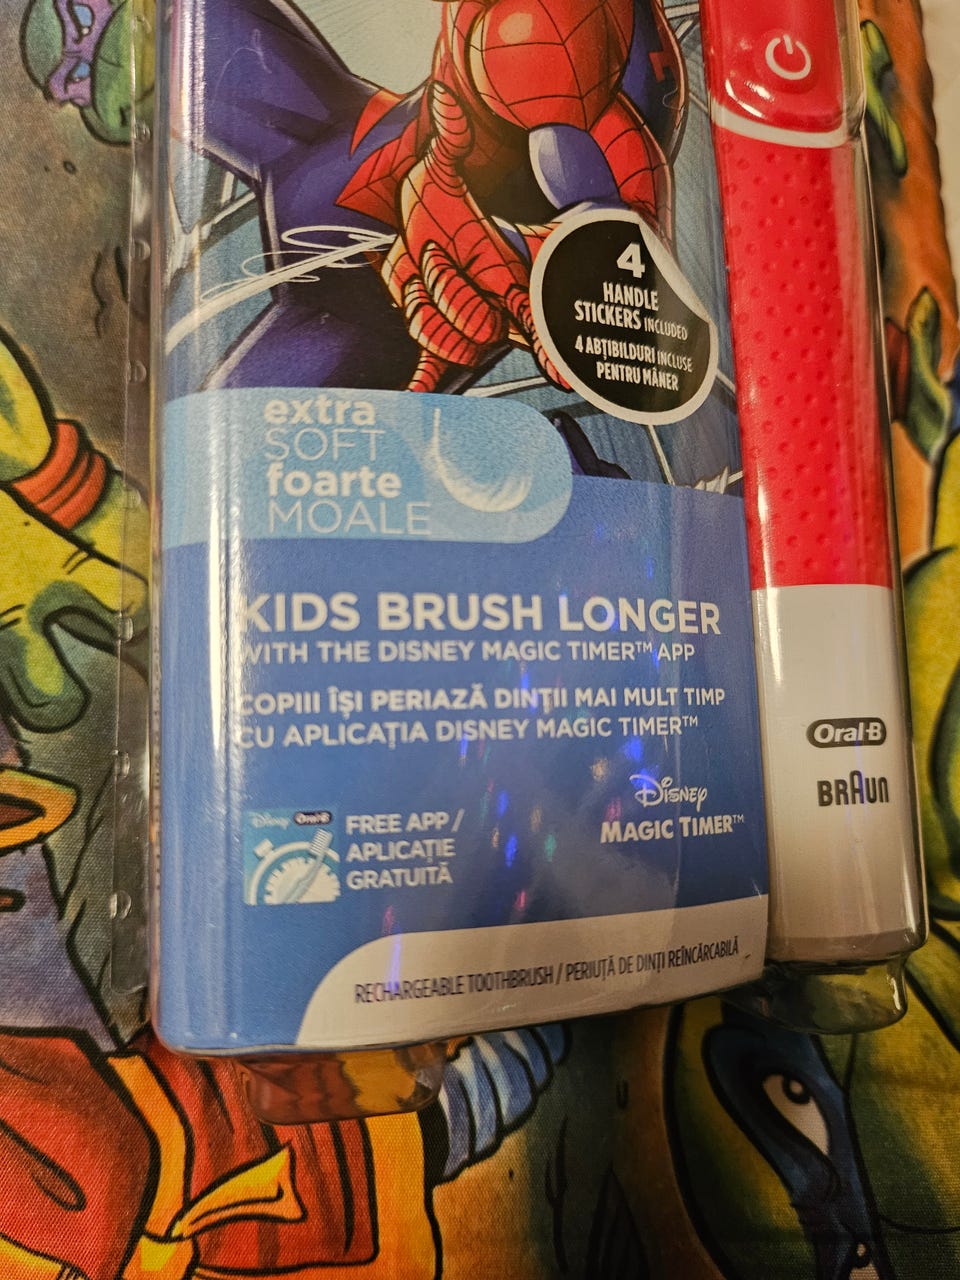 4
HANDLE
STICKERS INCLUDED
4 ABȚIBILDURI INCLUSE
PENTRU MÂNER
extra
SOFT
foarte
MOALE
KIDS BRUSH LONGER
WITH THE DISNEY MAGIC TIMER™ APP
COPIII ÎȘI PERIAZĂ DINȚII MAI MULT TIMP
CU APLICAȚIA DISNEY MAGIC TIMER™
Oral-B
BRAUN
Disney
MAGIC TIMER™
Disney Oral-B
FREE APP /
APLICAȚIE
GRATUITĂ
RECHARGEABLE TOOTHBRUSH / PERIUȚĂ DE DINȚI REÎNCĂRCABILĂ